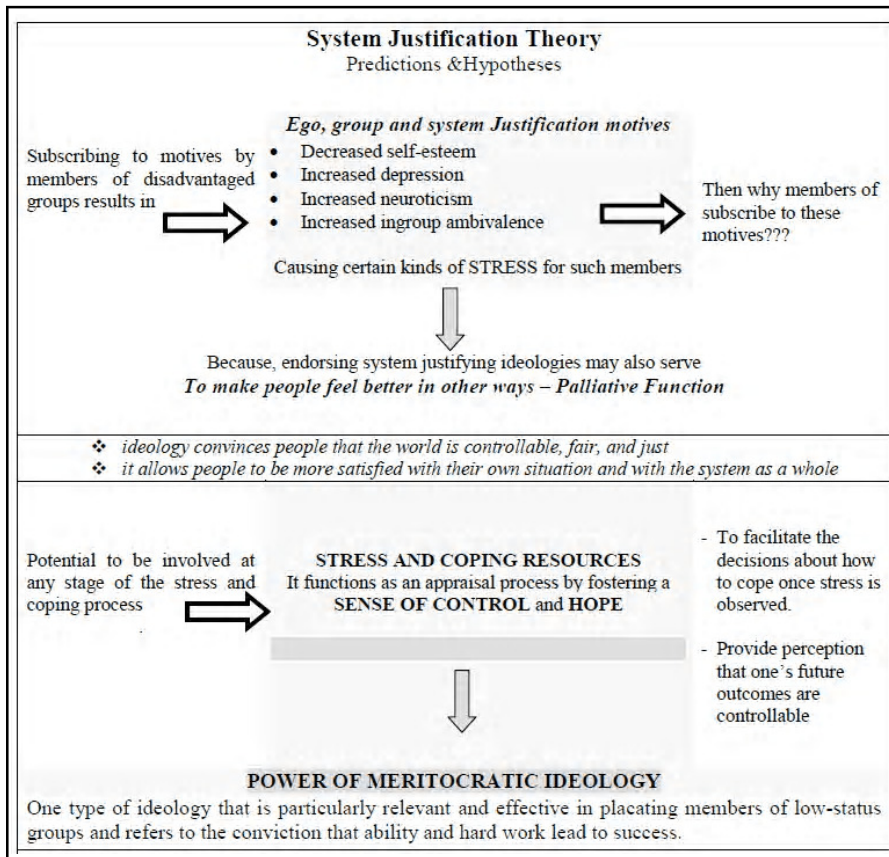 System Justification Theory
Predictions &Hypotheses
Ego, group and system Justification motives
Subscribing to motives by
members of disadvantaged
groups results in
• Decreased self-esteem
• Increased depression
• Increased neuroticism
• Increased ingroup ambivalence
Then why members of
subscribe to these
motives???
Causing certain kinds of STRESS for such members
Because, endorsing system justifying ideologies may also serve
To make people feel better in other ways – Palliative Function
❖ ideology convinces people that the world is controllable, fair, and just
❖ it allows people to be more satisfied with their own situation and with the system as a whole
Potential to be involved at
any stage of the stress and
coping process
.
STRESS AND COPING RESOURCES
It functions as an appraisal process by fostering a
SENSE OF CONTROL and HOPE
- To facilitate the
decisions about how
to cope once stress is
observed.
- Provide perception
that one’s future
outcomes are
controllable
POWER OF MERITOCRATIC IDEOLOGY
One type of ideology that is particularly relevant and effective in placating members of low-status
groups and refers to the conviction that ability and hard work lead to success.